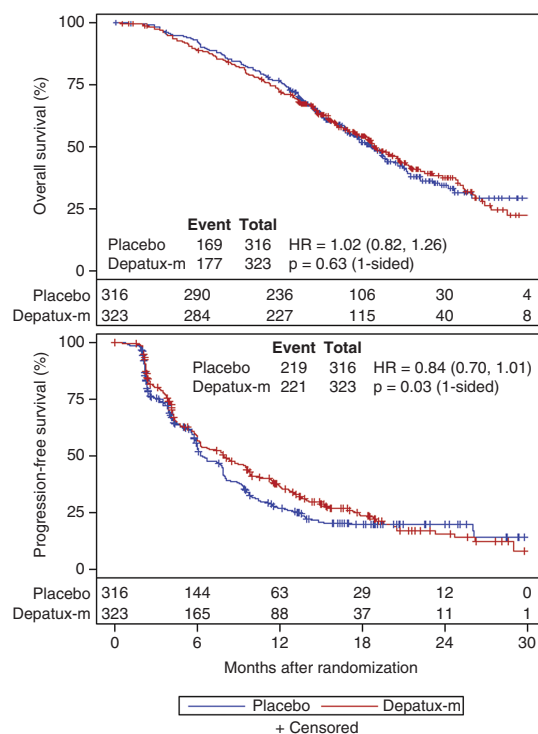 100
75
50
25
0
Overall survival (%)
Event Total
Placebo 169 316 HR = 1.02 (0.82, 1.26)
Depatux-m 177 323 p = 0.63 (1-sided)
Placebo 316 290 236 106 30 4
Depatux-m 323 284 227 115 40 8
100
75
50
25
0
Progression-free survival (%)
Event Total
Placebo 219 316 HR = 0.84 (0.70, 1.01)
Depatux-m 221 323 p = 0.03 (1-sided)
Placebo 316 144 63 29 12 0
Depatux-m 323 165 88 37 11 1
0 6 12 18 24 30
Months after randomization
Placebo Depatux-m
+ Censored